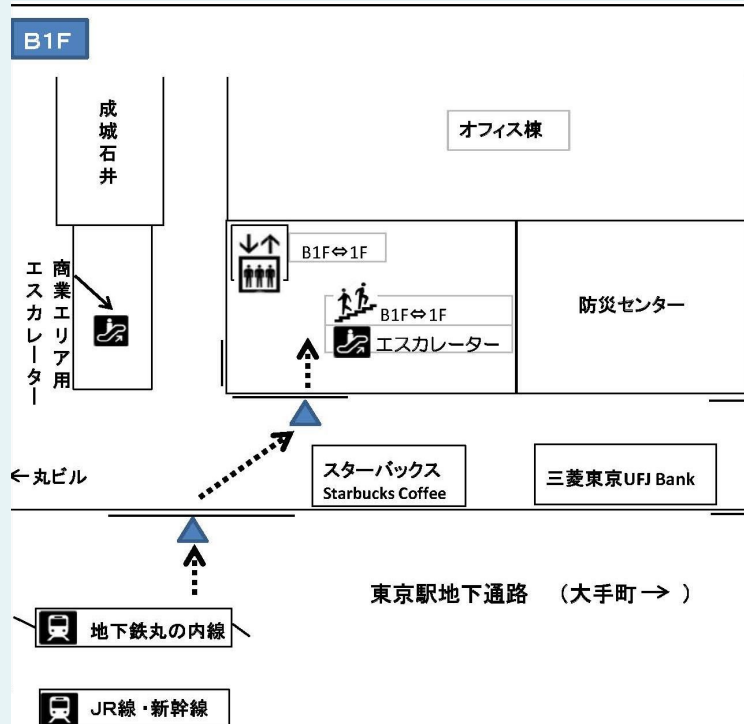 B1F
成城石井
オフィス棟
B1F⇔1F
商業エリア用
エスカレーター
B1F⇔1F
エスカレーター
防災センター
←丸ビル
スターバックス
Starbucks Coffee
三菱東京UFJ Bank
東京駅地下通路 （大手町→ ）
地下鉄丸の内線
JR線・新幹線